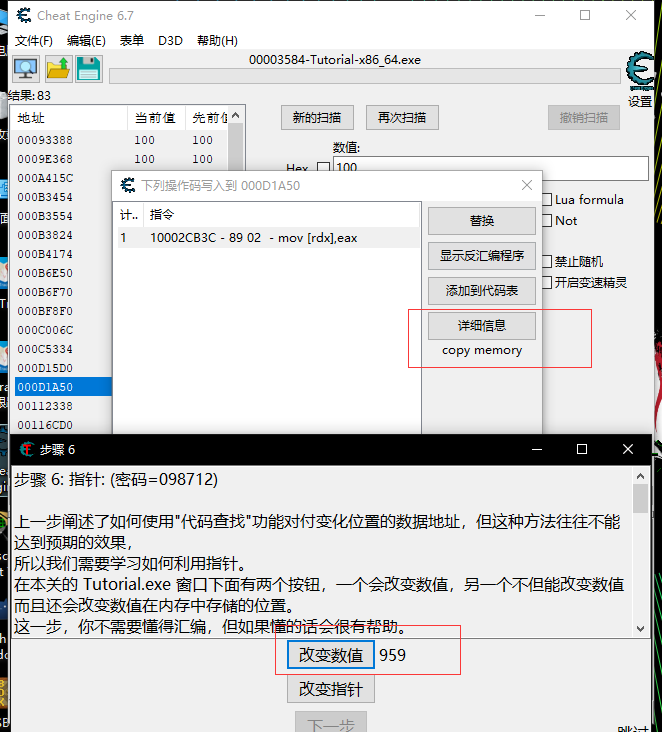 Cheat Engine 6.7
文件(F) 编辑(E) 表单 D3D 帮助(H)
00003584-Tutorial-x86_64.exe
设置
结果: 83
地址 当前值 先前值
00093388 100 100
0009E368 100 100
000A415C
000B3454
000B3554
000B3824
000B4174
000B6E50
000B6F70
000BF8F0
000C006C
000C5334
000D15D0
000D1A50
00112338
00116CD0
新的扫描 再次扫描 撤销扫描
数值:
Hex 100
Lua formula
Not
禁止随机
开启变速精灵
下列操作码写入到 000D1A50
计.. 指令
1 10002CB3C - 89 02 - mov [rdx],eax
替换
显示反汇编程序
添加到代码表
详细信息
copy memory
步骤 6
步骤 6: 指针: (密码=098712)
上一步阐述了如何使用"代码查找"功能对付变化位置的数据地址，但这种方法往往不能
达到预期的效果，
所以我们需要学习如何利用指针。
在本关的 Tutorial.exe 窗口下面有两个按钮，一个会改变数值，另一个不但能改变数值
而且还会改变数值在内存中存储的位置。
这一步，你不需要懂得汇编，但如果懂的话会很有帮助。
改变数值 959
改变指针
下一步
跳过